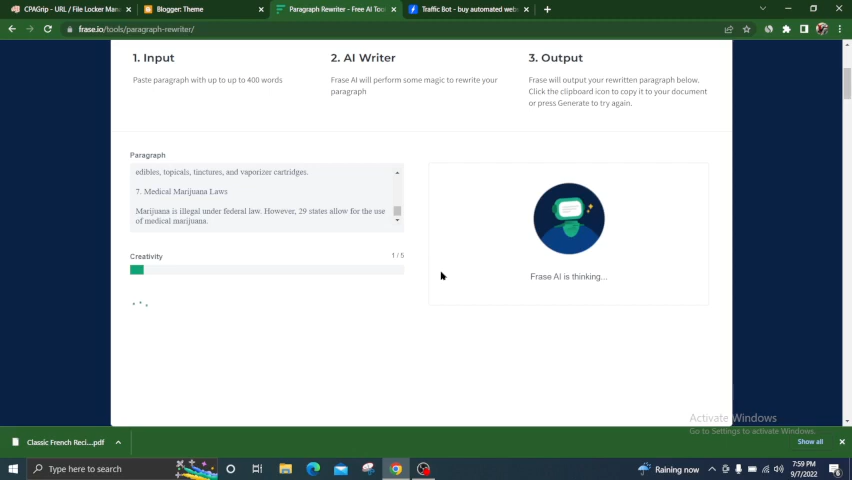 CPAGrip - URL / File Locker Man
Blogger: Theme
Paragraph Rewriter - Free AI Too
Traffic Bot - buy automated webs
frase.io/tools/paragraph-rewriter/
1. Input
2. AI Writer
3. Output
Paste paragraph with up to up to 400 words
Frase AI will perform some magic to rewrite your
paragraph
Frase will output your rewritten paragraph below.
Click the clipboard icon to copy it to your document
or press Generate to try again.
Paragraph
edibles, topicals, tinctures, and vaporizer cartridges.
7. Medical Marijuana Laws
Marijuana is illegal under federal law. However, 29 states allow for the use
of medical marijuana.
Creativity
1 / 5
Frase AI is thinking...
Activate Windows
Go to Settings to activate Windows.
Classic French Reci....pdf
Show all
Type here to search
Raining now
7:59 PM
9/7/2022
6